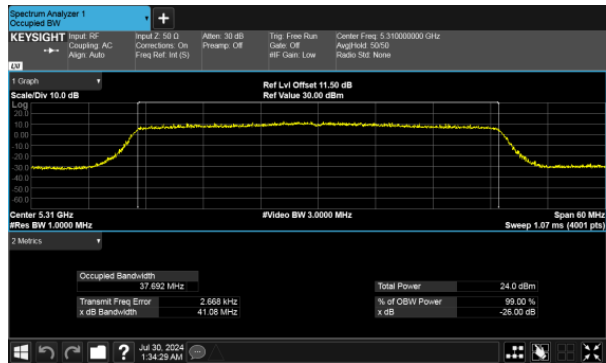 Spectrum Analyzer 1
Occupied BW
KEYSIGHT Input: RF Input Z: 50 Ω Atten: 30 dB Trig: Free Run Center Freq: 5.310000000 GHz
Coupling: AC Corrections: On Preamp: Off Gate: Off Avg|Hold: 50/50
Align: Auto Freq Ref: Int (S) #IF Gain: Low Radio Std: None
1 Graph Ref Lvl Offset 11.50 dB
Scale/Div 10.0 dB Ref Value 30.00 dBm
Log
20.0
10.0
0.00
-10.0
-20.0
-30.0
-40.0
-50.0
-60.0
Center 5.31 GHz #Video BW 3.0000 MHz Span 60 MHz
#Res BW 1.0000 MHz Sweep 1.07 ms (4001 pts)
2 Metrics
Occupied Bandwidth
37.692 MHz Total Power 24.0 dBm
Transmit Freq Error 2.668 kHz % of OBW Power 99.00 %
x dB Bandwidth 41.08 MHz x dB -26.00 dB
? Jul 30, 2024
1:34:29 AM